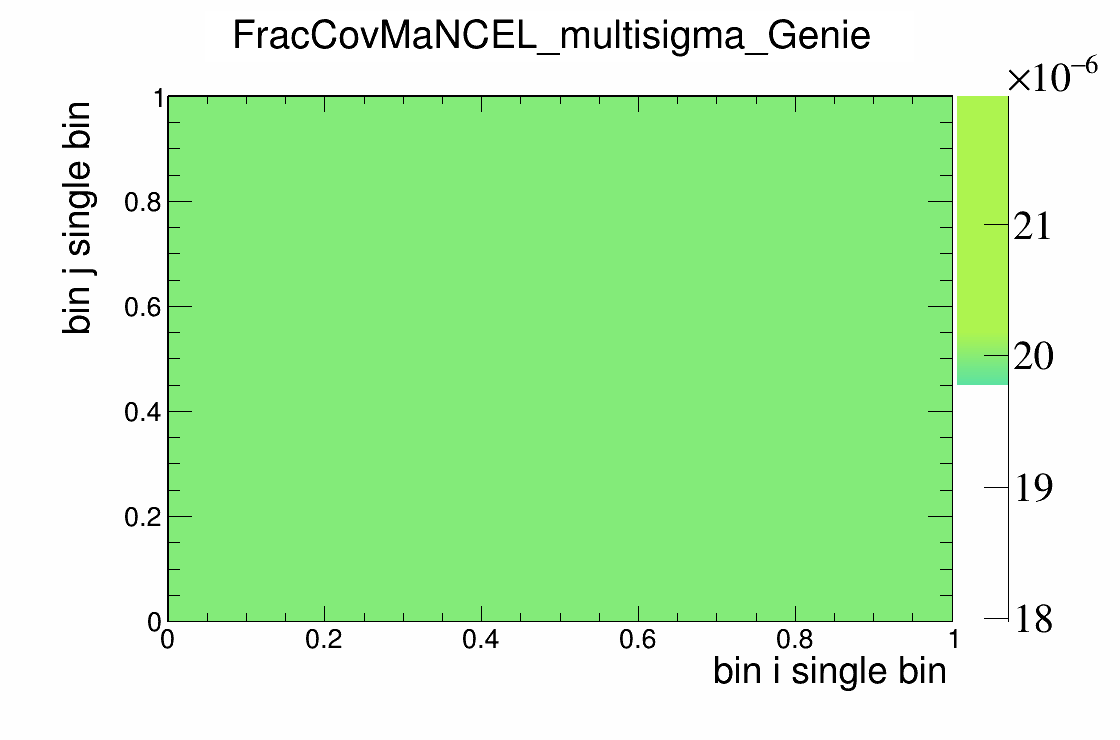 FracCovMaNCEL_multisigma_Genie
×10⁻⁶
bin j single bin
1
0.8
0.6
0.4
0.2
0
0 0.2 0.4 0.6 0.8 1
bin i single bin
21
20
19
18